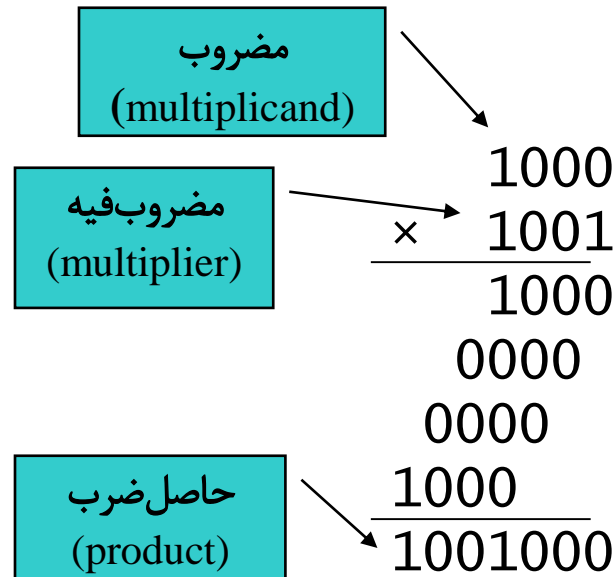 مضروب
(multiplicand)
1000
مضروب‌فیه
(multiplier)
× 1001
1000
0000
0000
1000
حاصل‌ضرب
(product)
1001000